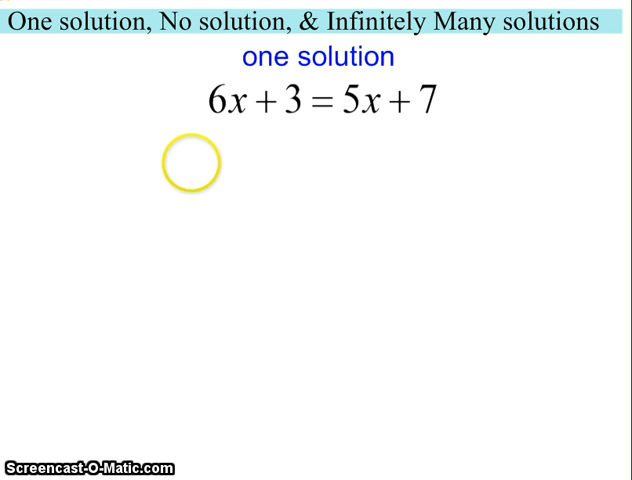 One solution, No solution, & Infinitely Many solutions
one solution
6x + 3 = 5x + 7
Screencast-O-Matic.com